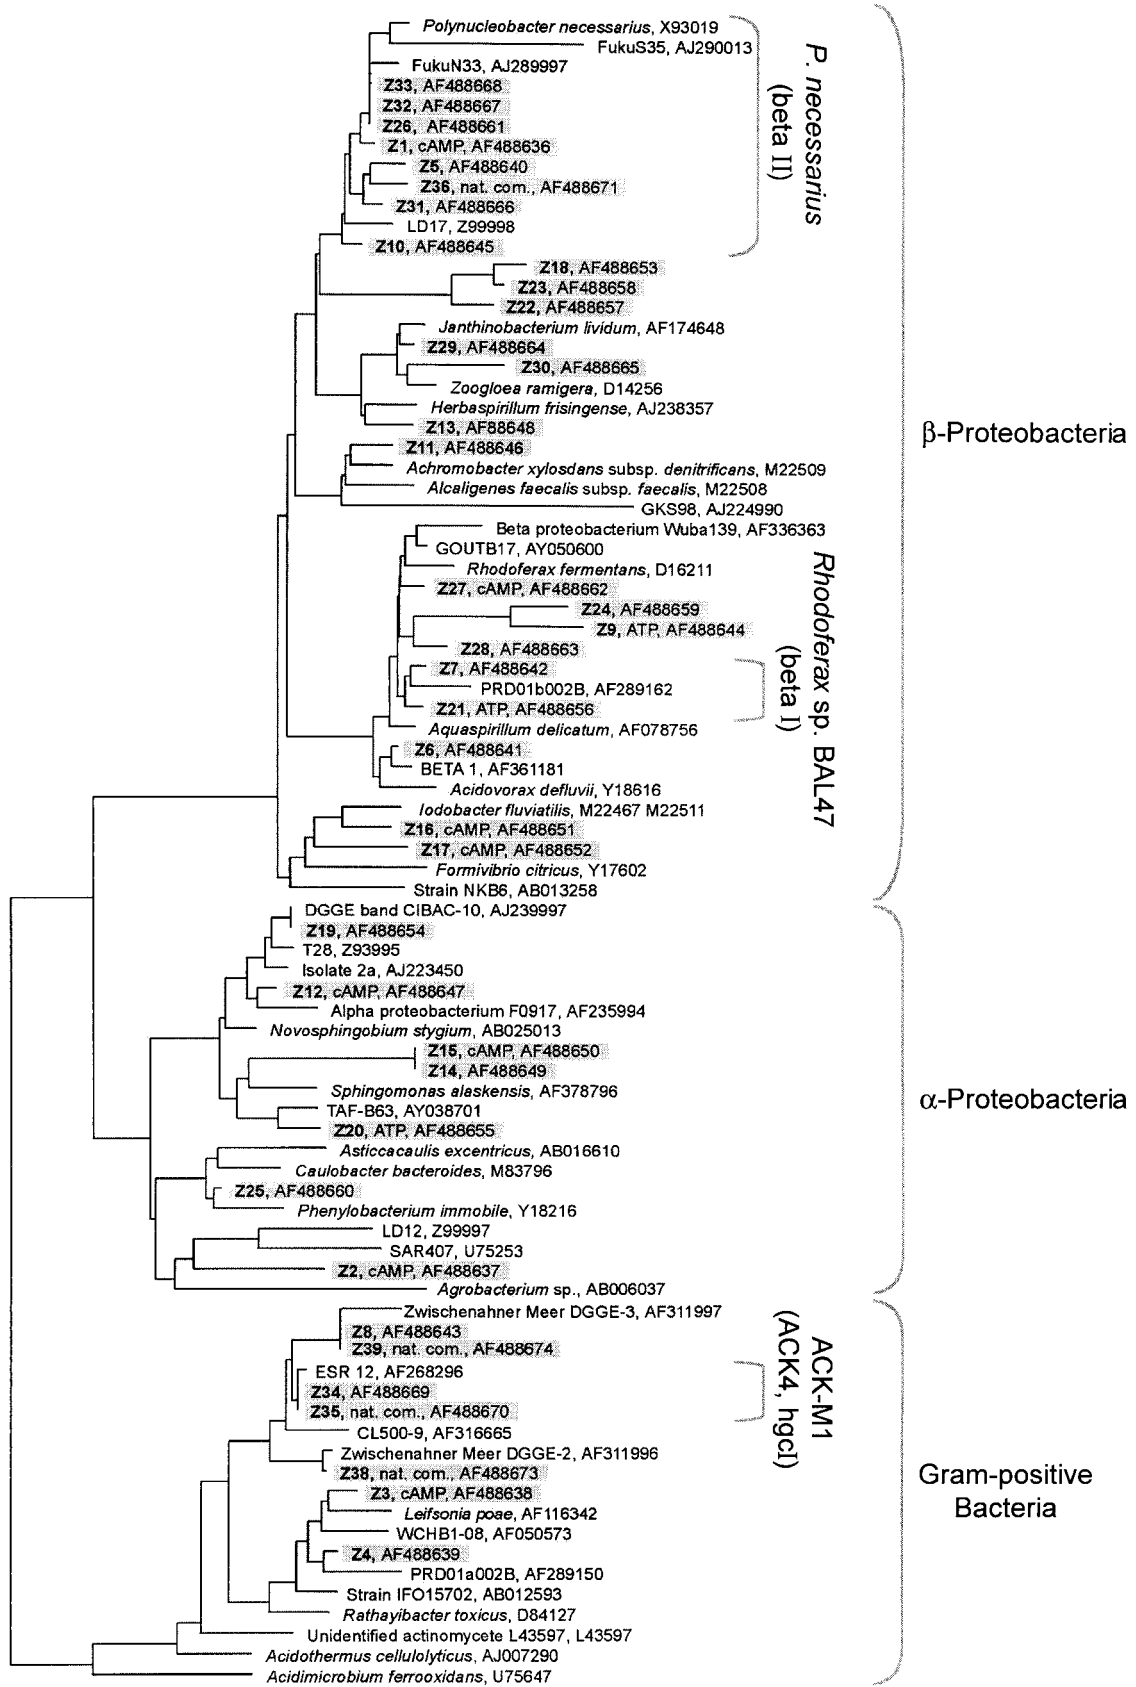 Polynucleobacter necessarius, X93019
FukuS35, AJ290013
FukuN33, AJ289997
Z33, AF488668
Z32, AF488667
Z26, AF488661
Z1, cAMP, AF488636
Z5, AF488640
Z36, nat. com., AF488671
Z31, AF488666
LD17, Z99998
Z10, AF488645
P. necessarius
(beta II)
Z18, AF488653
Z23, AF488658
Z22, AF488657
Janthinobacterium lividum, AF174648
Z29, AF488664
Z30, AF488665
Zoogloea ramigera, D14256
Herbaspirillum frisingense, AJ238357
Z13, AF88648
Z11, AF488646
Achromobacter xylosdans subsp. denitrificans, M22509
Alcaligenes faecalis subsp. faecalis, M22508
GKS98, AJ224990
Beta proteobacterium Wuba139, AF336363
GOUTB17, AY050600
Rhodoferax fermentans, D16211
Z27, cAMP, AF488662
Z24, AF488659
Z9, ATP, AF488644
Z28, AF488663
Z7, AF488642
PRD01b002B, AF289162
Z21, ATP, AF488656
Rhodoferax sp. BAL47
(beta I)
Aquaspirillum delicatum, AF078756
Z6, AF488641
BETA 1, AF361181
Acidovorax defluvii, Y18616
Iodobacter fluviatilis, M22467 M22511
Z16, cAMP, AF488651
Z17, cAMP, AF488652
Formivibrio citricus, Y17602
Strain NKB6, AB013258
β-Proteobacteria
DGGE band CIBAC-10, AJ239997
Z19, AF488654
T28, Z93995
Isolate 2a, AJ223450
Z12, cAMP, AF488647
Alpha proteobacterium F0917, AF235994
Novosphingobium stygium, AB025013
Z15, cAMP, AF488650
Z14, AF488649
Sphingomonas alaskensis, AF378796
TAF-B63, AY038701
Z20, ATP, AF488655
Asticcacaulis excentricus, AB016610
Caulobacter bacteroides, M83796
Z25, AF488660
Phenylobacterium immobile, Y18216
LD12, Z99997
SAR407, U75253
Z2, cAMP, AF488637
Agrobacterium sp., AB006037
α-Proteobacteria
Zwischenahner Meer DGGE-3, AF311997
Z8, AF488643
Z39, nat. com., AF488674
ESR 12, AF268296
Z34, AF488669
Z35, nat. com., AF488670
ACK-M1
(ACK4, hgcI)
CL500-9, AF316665
Zwischenahner Meer DGGE-2, AF311996
Z38, nat. com., AF488673
Z3, cAMP, AF488638
Leifsonia poae, AF116342
WCHB1-08, AF050573
Z4, AF488639
PRD01a002B, AF289150
Strain IFO15702, AB012593
Rathayibacter toxicus, D84127
Unidentified actinomycete L43597, L43597
Acidothermus cellulolyticus, AJ007290
Acidimicrobium ferrooxidans, U75647
Gram-positive
Bacteria